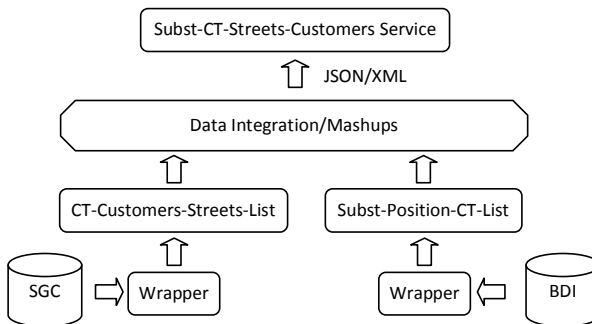 Subst-CT-Streets-Customers Service
JSON/XML
Data Integration/Mashups
CT-Customers-Streets-List
Subst-Position-CT-List
SGC
Wrapper
Wrapper
BDI